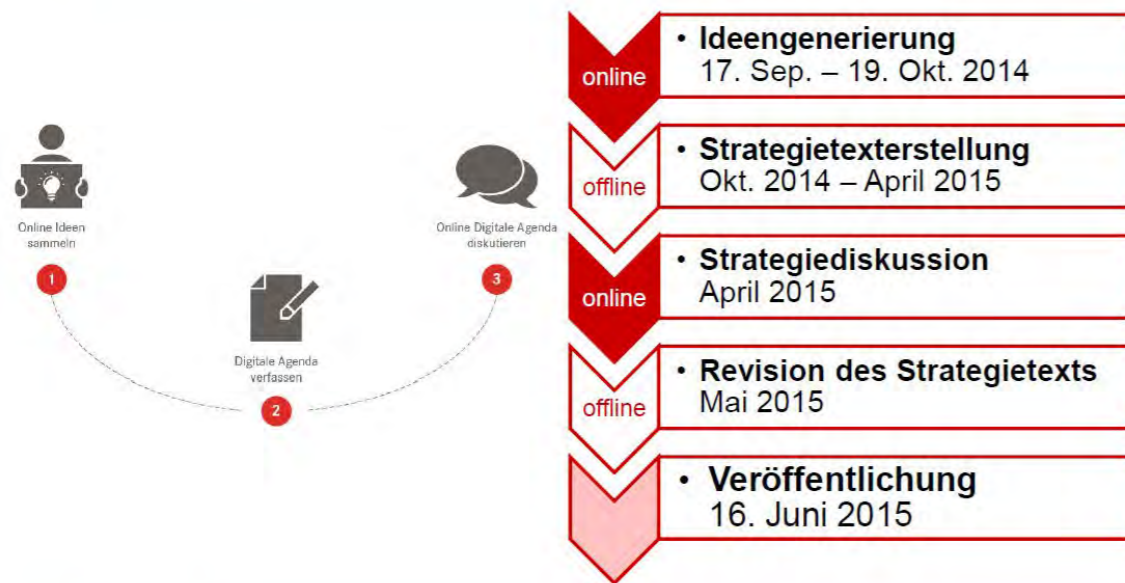 Online Ideen
sammeln
1
Digitale Agenda
verfassen
2
Online Digitale Agenda
diskutieren
3
online
• Ideengenerierung
17. Sep. – 19. Okt. 2014
offline
• Strategietexterstellung
Okt. 2014 – April 2015
online
• Strategiediskussion
April 2015
offline
• Revision des Strategietexts
Mai 2015
• Veröffentlichung
16. Juni 2015